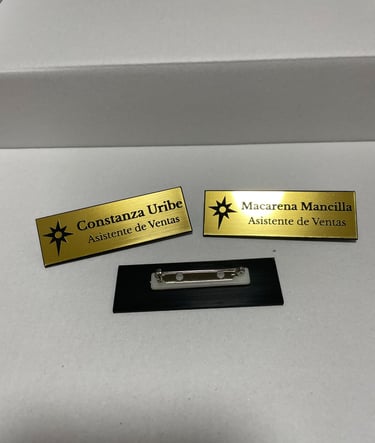 Constanza Uribe
Asistente de Ventas
Macarena Mancilla
Asistente de Ventas